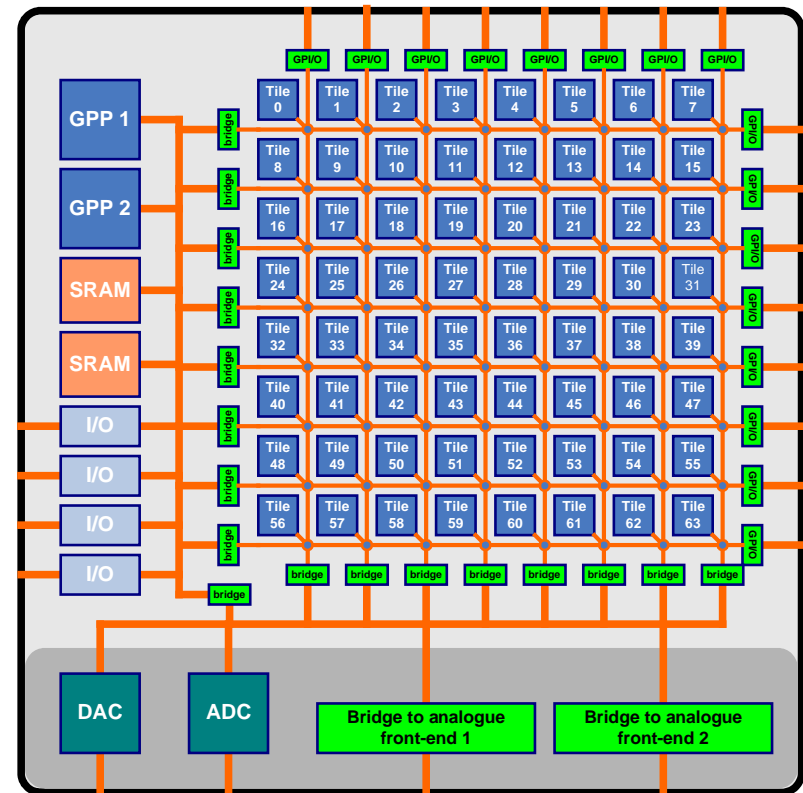 GPI/O GPI/O GPI/O GPI/O GPI/O GPI/O GPI/O GPI/O
GPP 1
GPP 2
SRAM
SRAM
I/O
I/O
I/O
I/O
bridge
bridge
bridge
bridge
bridge
bridge
bridge
bridge
Tile Tile Tile Tile Tile Tile Tile Tile
0 1 2 3 4 5 6 7
Tile Tile Tile Tile Tile Tile Tile Tile
8 9 10 11 12 13 14 15
Tile Tile Tile Tile Tile Tile Tile Tile
16 17 18 19 20 21 22 23
Tile Tile Tile Tile Tile Tile Tile Tile
24 25 26 27 28 29 30 31
Tile Tile Tile Tile Tile Tile Tile Tile
32 33 34 35 36 37 38 39
Tile Tile Tile Tile Tile Tile Tile Tile
40 41 42 43 44 45 46 47
Tile Tile Tile Tile Tile Tile Tile Tile
48 49 50 51 52 53 54 55
Tile Tile Tile Tile Tile Tile Tile Tile
56 57 58 59 60 61 62 63
GPI/O
GPI/O
GPI/O
GPI/O
GPI/O
GPI/O
GPI/O
GPI/O
bridge bridge bridge bridge bridge bridge bridge bridge
bridge
DAC
ADC
Bridge to analogue
front-end 1
Bridge to analogue
front-end 2